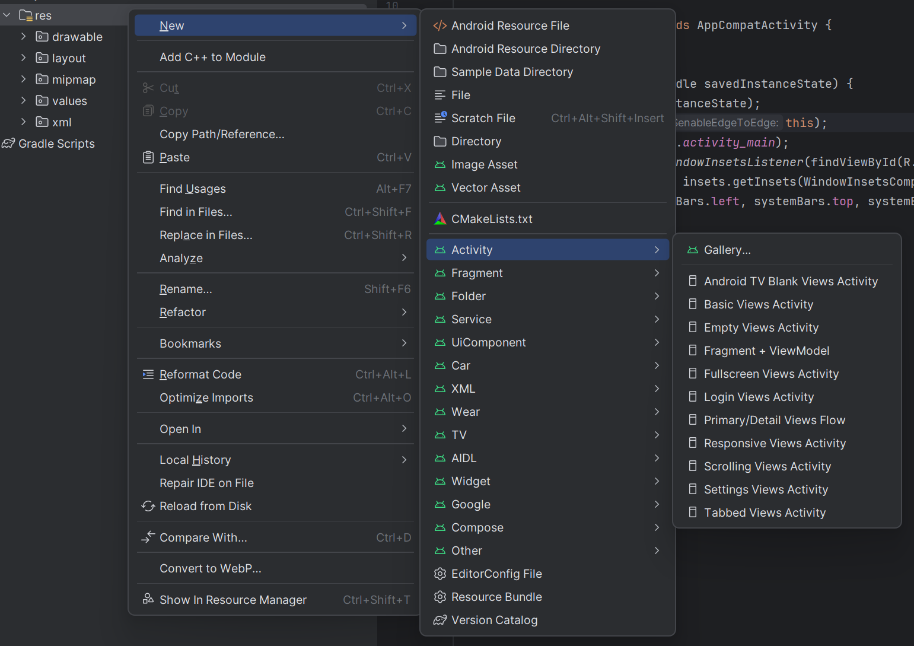 res
drawable
layout
mipmap
values
xml
Gradle Scripts
New
Add C++ to Module
Cut Ctrl+X
Copy Ctrl+C
Copy Path/Reference...
Paste Ctrl+V
Find Usages Alt+F7
Find in Files... Ctrl+Shift+F
Replace in Files... Ctrl+Shift+R
Analyze
Rename... Shift+F6
Refactor
Bookmarks
Reformat Code Ctrl+Alt+L
Optimize Imports Ctrl+Alt+O
Open In
Local History
Repair IDE on File
Reload from Disk
Compare With... Ctrl+D
Convert to WebP...
Show In Resource Manager Ctrl+Shift+T
Android Resource File
Android Resource Directory
Sample Data Directory
File
Scratch File Ctrl+Alt+Shift+Insert
Directory
Image Asset
Vector Asset
CMakeLists.txt
Activity
Fragment
Folder
Service
UiComponent
Car
XML
Wear
TV
AIDL
Widget
Google
Compose
Other
EditorConfig File
Resource Bundle
Version Catalog
Gallery...
Android TV Blank Views Activity
Basic Views Activity
Empty Views Activity
Fragment + ViewModel
Fullscreen Views Activity
Login Views Activity
Primary/Detail Views Flow
Responsive Views Activity
Scrolling Views Activity
Settings Views Activity
Tabbed Views Activity
10
ds AppCompatActivity {
dle savedInstanceState) {
tanceState);
enableEdgeToEdge: this);
.activity_main);
ndowInsetsListener(findViewById(R.
insets.getInsets(WindowInsetsComp
Bars.left, systemBars.top, systemB